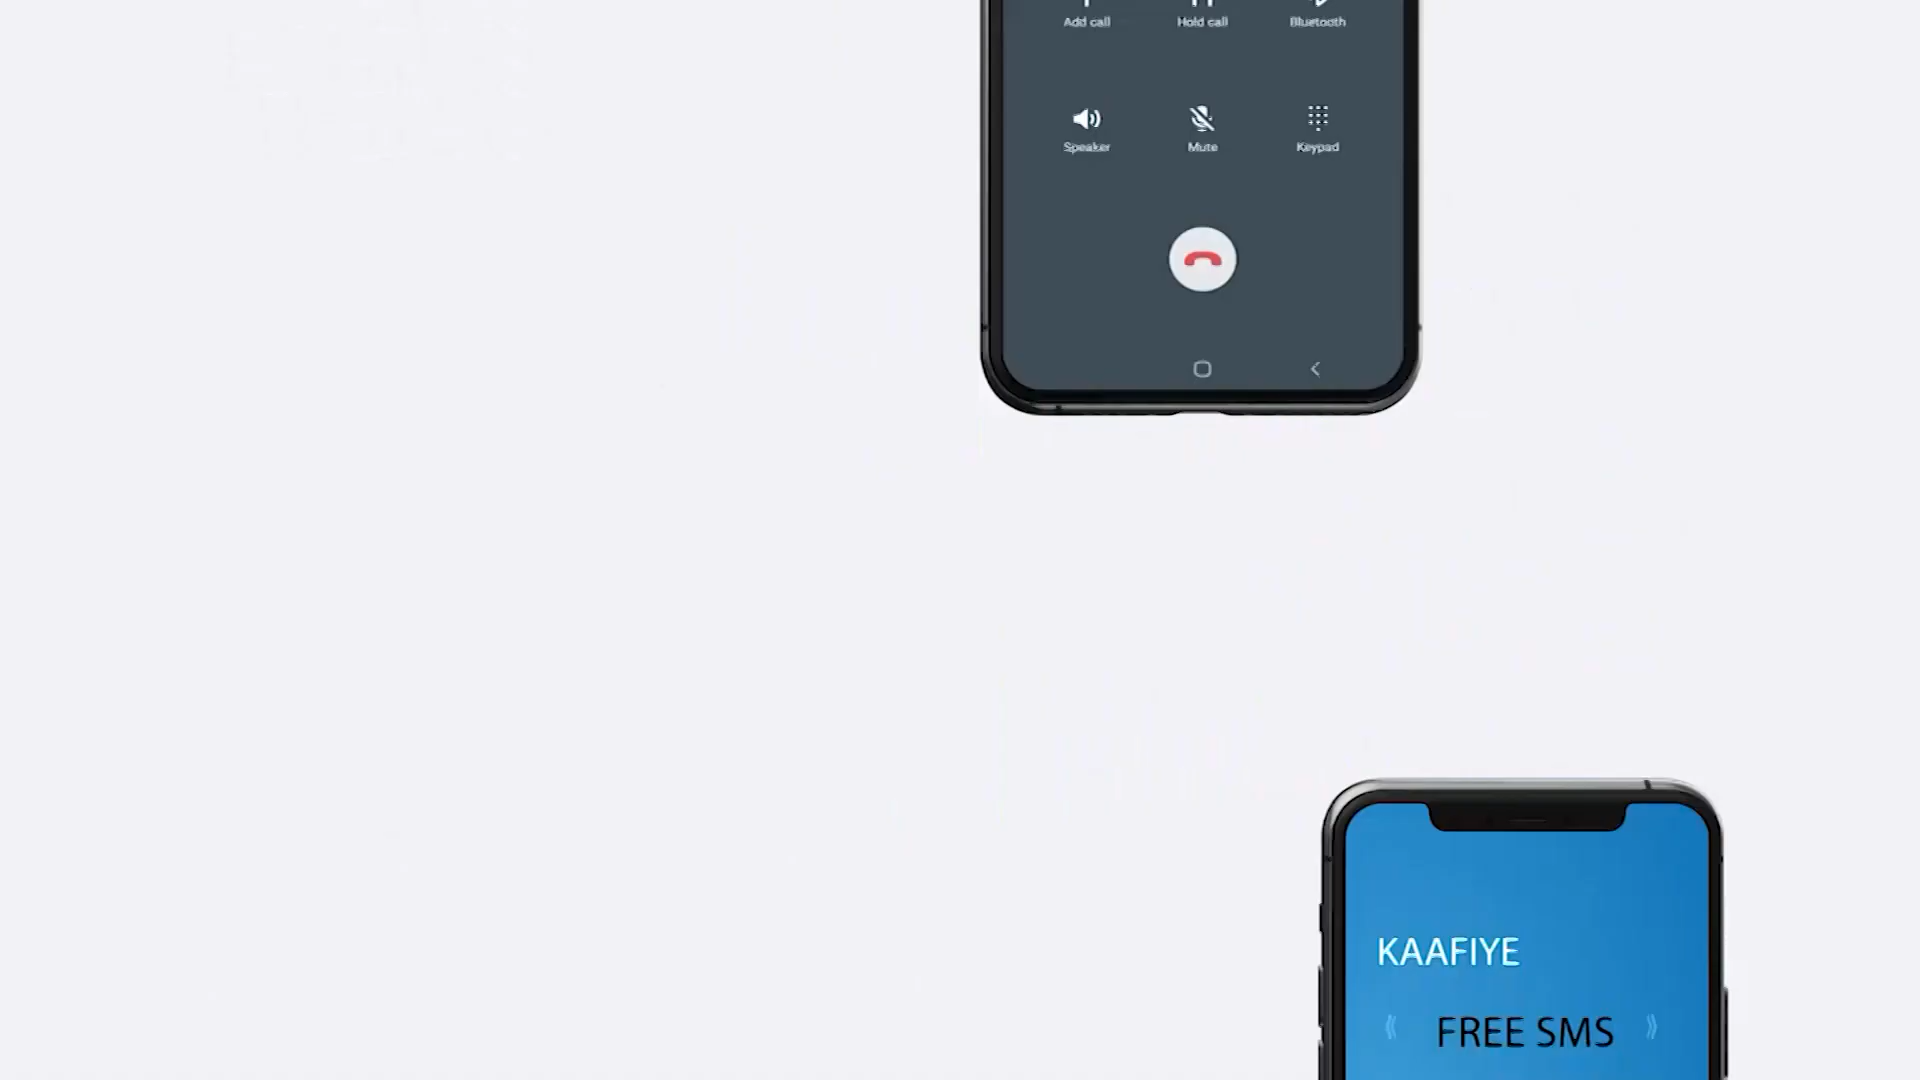 Add call
Hold call
Bluetooth
Speaker
Mute
Keypad
KAAFIYE
FREE SMS